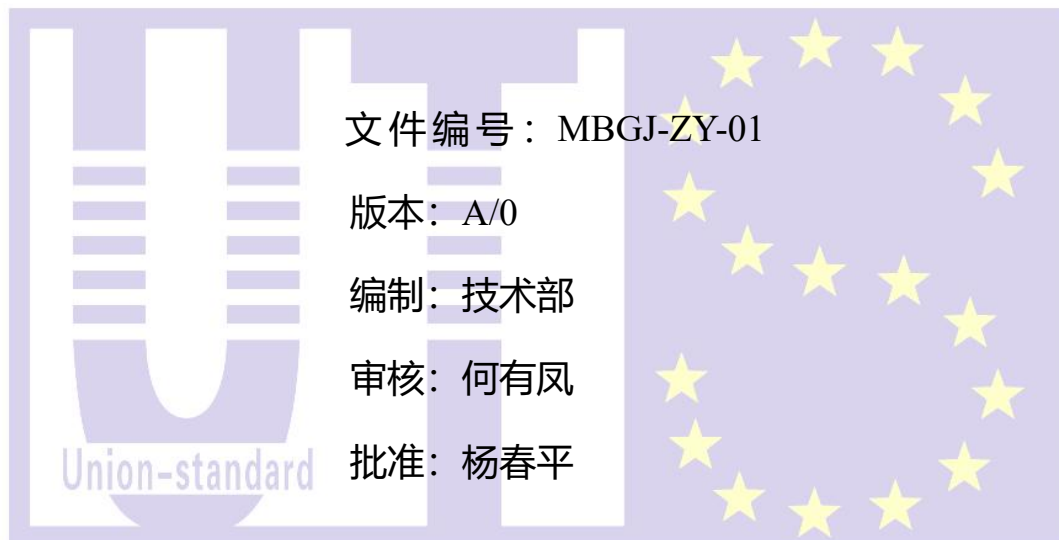 文件编号：MBGJ-ZY-01
版本：A/0
编制：技术部
审核：何有凤
批准：杨春平
Union-standard